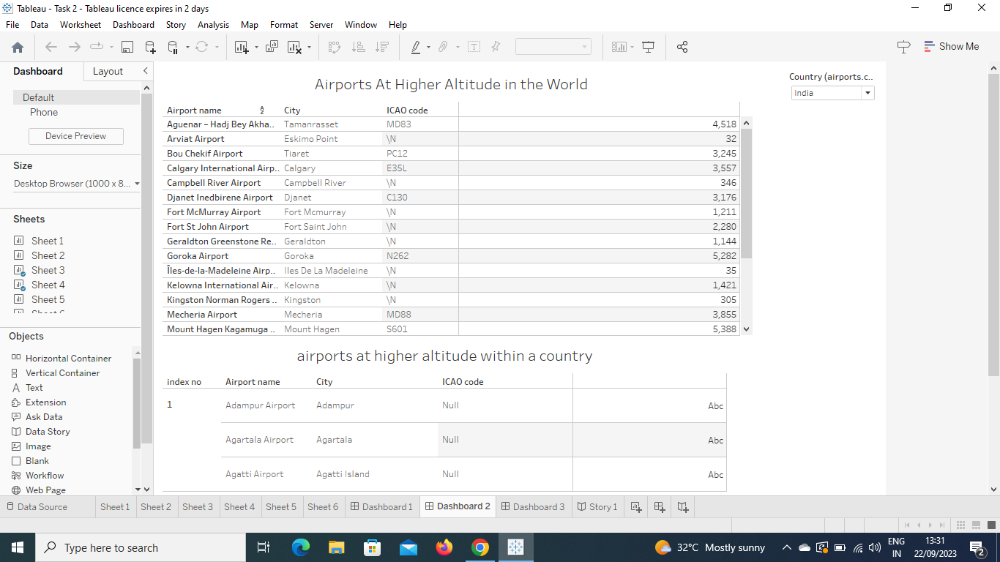 Tableau - Task 2 - Tableau licence expires in 2 days
File Data Worksheet Dashboard Story Analysis Map Format Server Window Help
Show Me
Dashboard Layout
Default
Phone
Device Preview
Size
Desktop Browser (1000 x 8...
Sheets
Sheet 1
Sheet 2
Sheet 3
Sheet 4
Sheet 5
Objects
Horizontal Container
Vertical Container
Text
Extension
Ask Data
Data Story
Image
Blank
Workflow
Web Page
Airports At Higher Altitude in the World
Airport name City ICAO code
Aguenar – Hadj Bey Akha.. Tamanrasset MD83 4,518
Arviat Airport Eskimo Point \N 32
Bou Chekif Airport Tiaret PC12 3,245
Calgary International Airp.. Calgary E35L 3,557
Campbell River Airport Campbell River \N 346
Djanet Inedbirene Airport Djanet C130 3,176
Fort McMurray Airport Fort Mcmurray \N 1,211
Fort St John Airport Fort Saint John \N 2,280
Geraldton Greenstone Re.. Geraldton \N 1,144
Goroka Airport Goroka N262 5,282
Îles-de-la-Madeleine Airp.. Iles De La Madeleine \N 35
Kelowna International Air.. Kelowna \N 1,421
Kingston Norman Rogers .. Kingston \N 305
Mecheria Airport Mecheria MD88 3,855
Mount Hagen Kagamuga .. Mount Hagen S601 5,388
Country (airports.c..
India
airports at higher altitude within a country
index no Airport name City ICAO code
1 Adampur Airport Adampur Null Abc
Agartala Airport Agartala Null Abc
Agatti Airport Agatti Island Null Abc
Data Source Sheet 1 Sheet 2 Sheet 3 Sheet 4 Sheet 5 Sheet 6 Dashboard 1 Dashboard 2 Dashboard 3 Story 1
Type here to search
32°C Mostly sunny
ENG
IN
13:31
22/09/2023
2